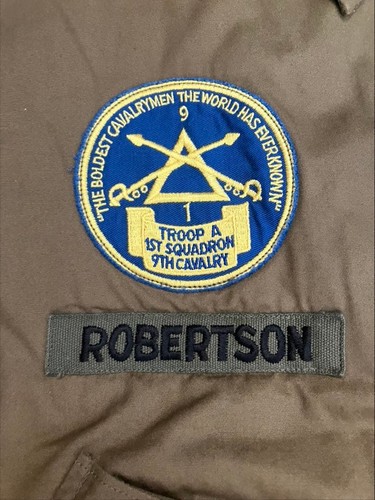 "THE BOLDEST CAVALRYMEN THE WORLD HAS EVER KNOWN"
9
1
TROOP A
1ST SQUADRON
9TH CAVALRY
ROBERTSON